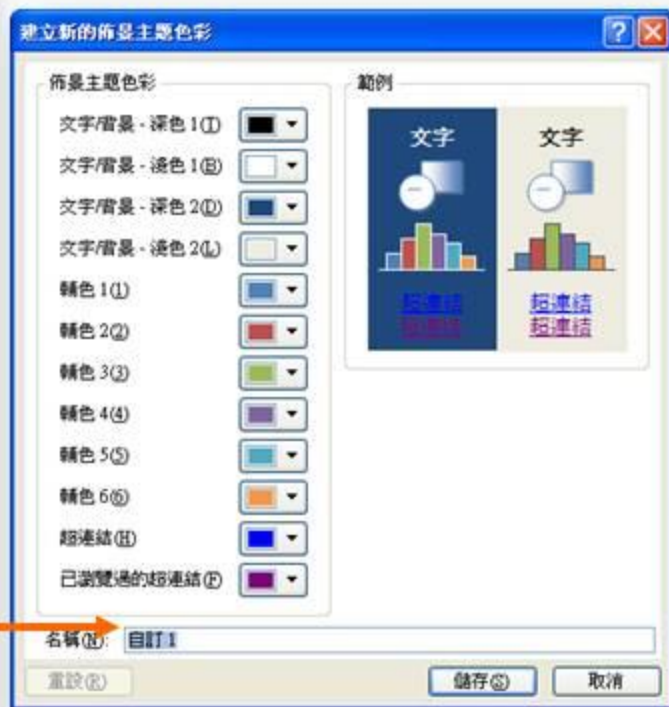 建立新的佈景主題色彩
佈景主題色彩
文字/背景 - 深色 1(T)
文字/背景 - 淺色 1(B)
文字/背景 - 深色 2(D)
文字/背景 - 淺色 2(L)
輔色 1(1)
輔色 2(2)
輔色 3(3)
輔色 4(4)
輔色 5(5)
輔色 6(6)
超連結(H)
已瀏覽過的超連結(F)
範例
文字 文字
超連結 超連結
超連結 超連結
名稱(N): 自訂 1
重設(R) 儲存(S) 取消